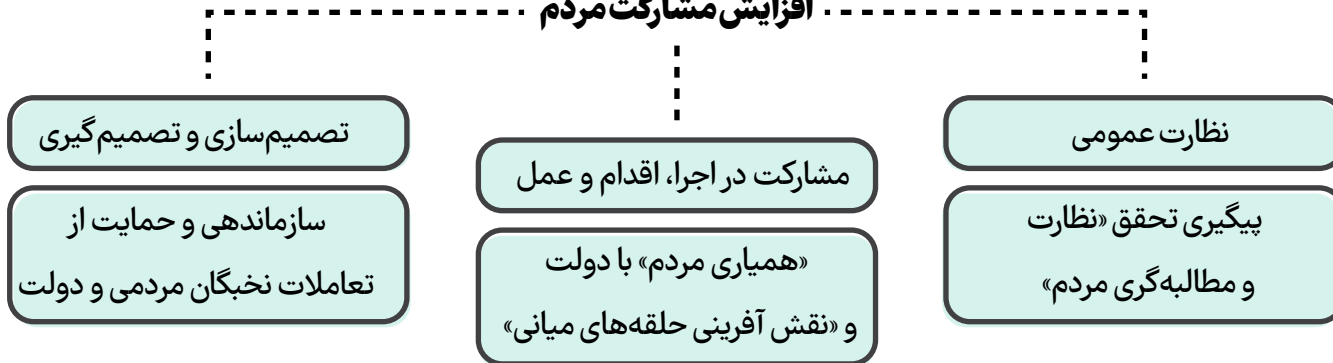 افزایش مشارکت مردم
نظارت عمومی
پیگیری تحقق «نظارت
و مطالبه‌گری مردم»
مشارکت در اجرا، اقدام و عمل
«همیاری مردم» با دولت
و «نقش آفرینی حلقه‌های میانی»
تصمیم‌سازی و تصمیم‌گیری
سازماندهی و حمایت از
تعاملات نخبگان مردمی و دولت